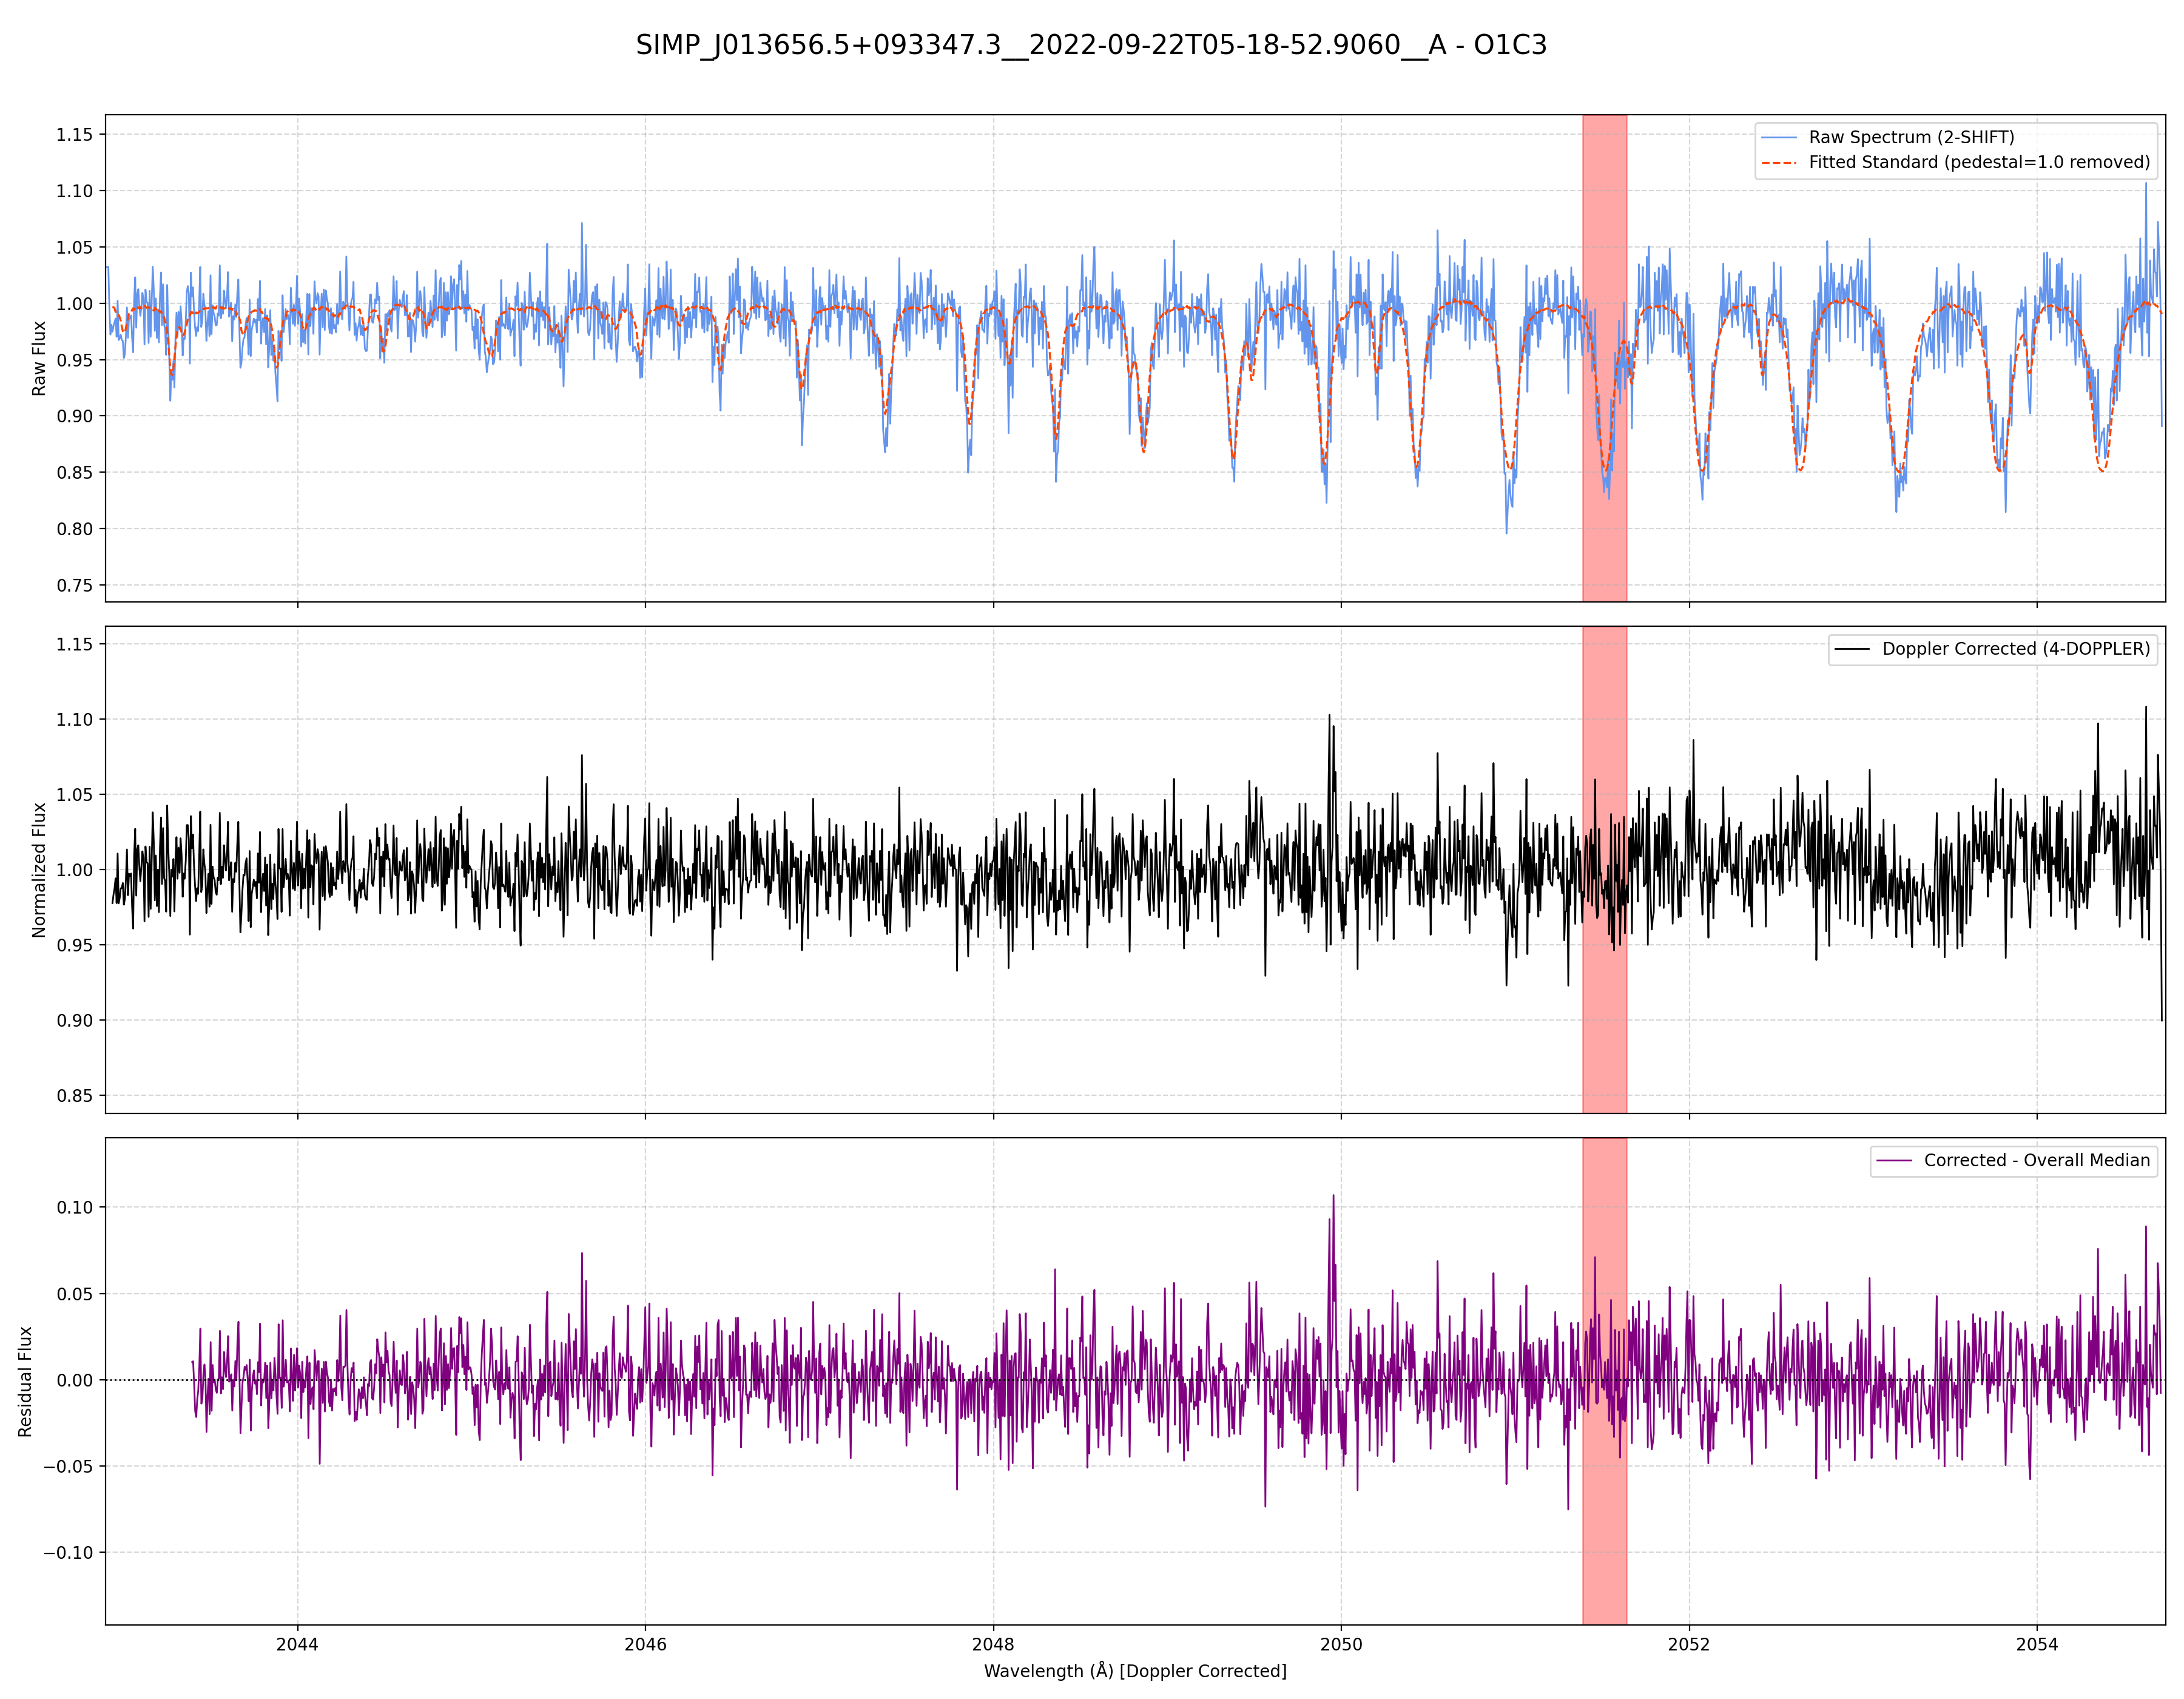 SIMP_J013656.5+093347.3__2022-09-22T05-18-52.9060__A - O1C3
Raw Flux
1.15
1.10
1.05
1.00
0.95
0.90
0.85
0.80
0.75
Raw Spectrum (2-SHIFT)
Fitted Standard (pedestal=1.0 removed)
Normalized Flux
1.15
1.10
1.05
1.00
0.95
0.90
0.85
Doppler Corrected (4-DOPPLER)
Residual Flux
0.10
0.05
0.00
−0.05
−0.10
Corrected - Overall Median
2044 2046 2048 2050 2052 2054
Wavelength (Å) [Doppler Corrected]